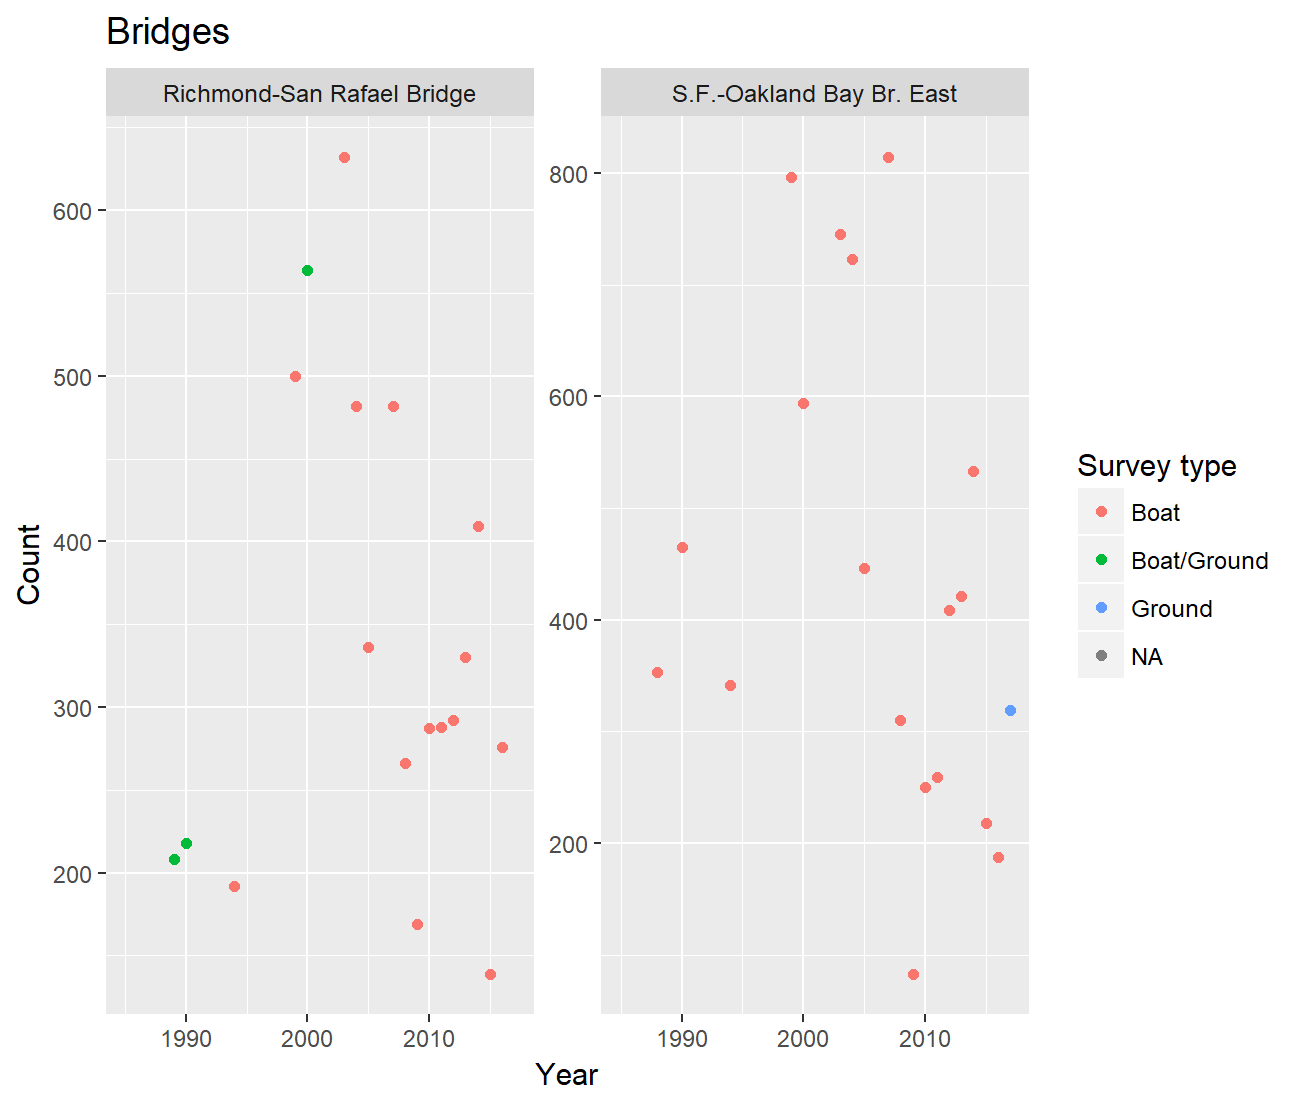 Bridges
Richmond-San Rafael Bridge
S.F.-Oakland Bay Br. East
600
500
400
300
200
800
600
400
200
1990 2000 2010
1990 2000 2010
Count
Year
Survey type
Boat
Boat/Ground
Ground
NA